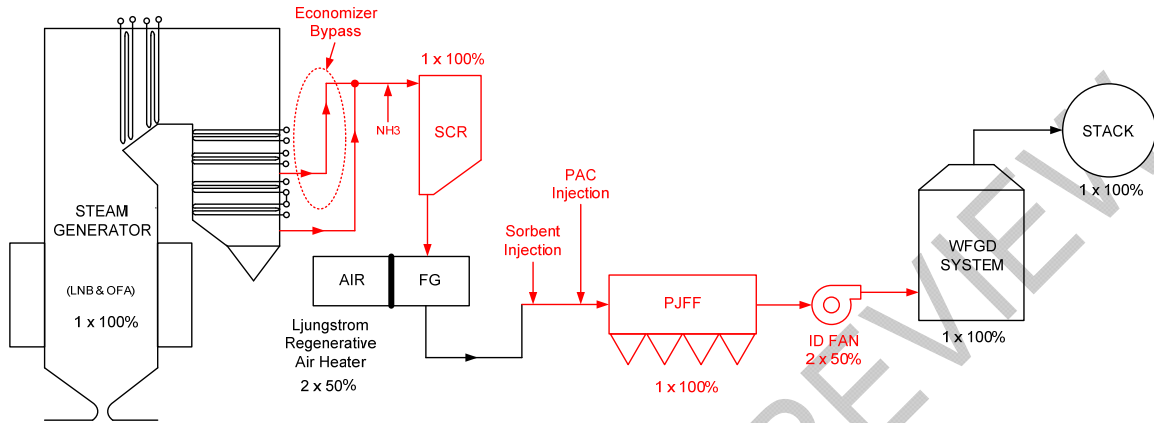 Economizer
Bypass
1 x 100%
NH3
SCR
STACK
1 x 100%
PAC
Injection
STEAM
GENERATOR
Sorbent
Injection
WFGD
SYSTEM
(LNB & OFA)
1 x 100%
AIR
FG
PJFF
Ljungstrom
Regenerative
Air Heater
2 x 50%
ID FAN
2 x 50%
1 x 100%
1 x 100%
REVIEW